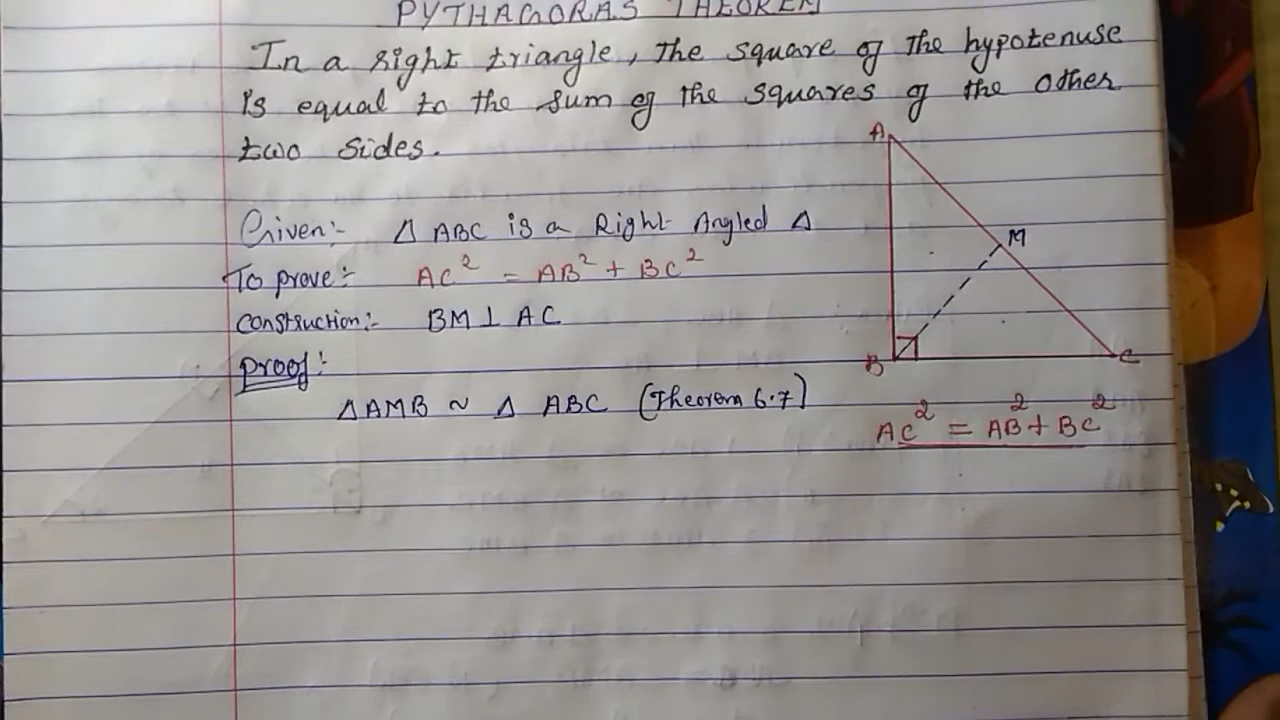 PYTHAGORAS THEOREM
In a right triangle, the square of the hypotenuse
is equal to the sum of the squares of the other
two sides.
A
Given:- Δ ABC is a Right Angled Δ
M
To prove:- AC² = AB² + BC²
Construction:- BM ⊥ AC
Proof:-
B
C
ΔAMB ~ Δ ABC (Theorem 6.7)
AC² = AB² + BC²